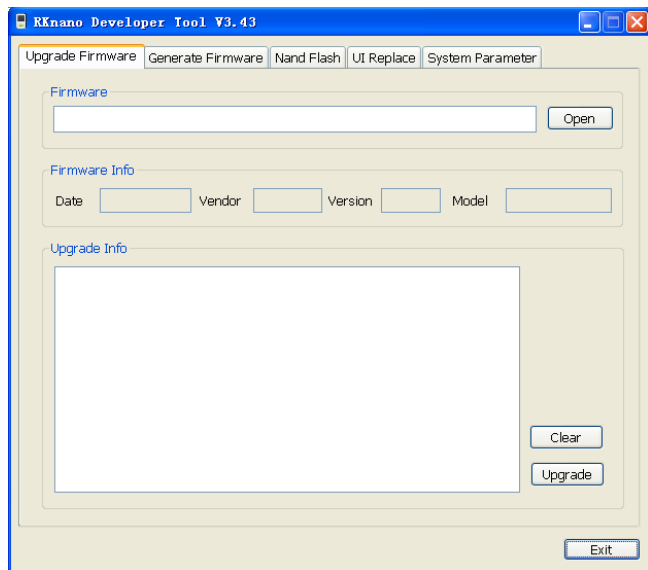 RKnano Developer Tool V3.43
Upgrade Firmware Generate Firmware Nand Flash UI Replace System Parameter
Firmware
Open
Firmware Info
Date Vendor Version Model
Upgrade Info
Clear
Upgrade
Exit